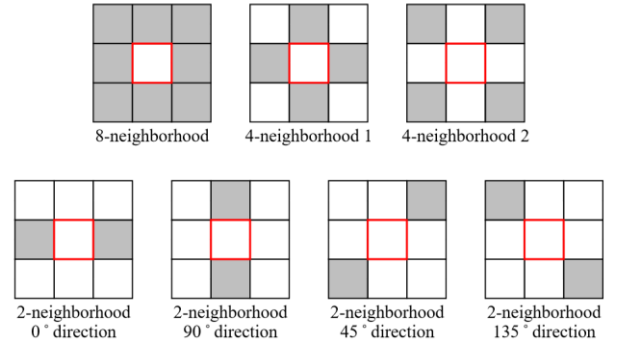 8-neighborhood
4-neighborhood 1
4-neighborhood 2
2-neighborhood
0° direction
2-neighborhood
90° direction
2-neighborhood
45° direction
2-neighborhood
135° direction